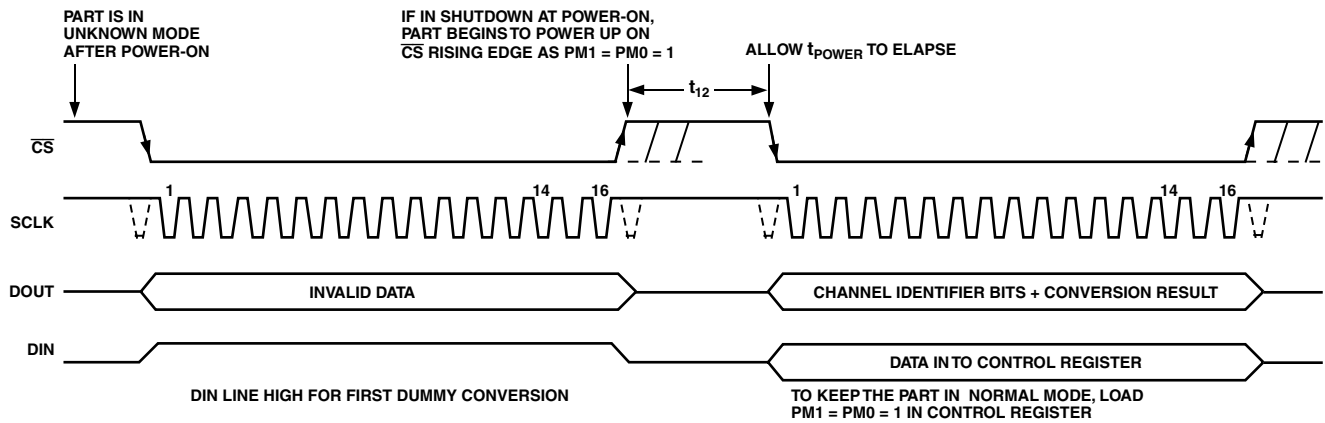 PART IS IN
UNKNOWN MODE
AFTER POWER-ON
IF IN SHUTDOWN AT POWER-ON,
PART BEGINS TO POWER UP ON
CS RISING EDGE AS PM1 = PM0 = 1
ALLOW tPOWER TO ELAPSE
t12
CS
SCLK
1
14
16
1
14
16
DOUT
INVALID DATA
CHANNEL IDENTIFIER BITS + CONVERSION RESULT
DIN
DATA IN TO CONTROL REGISTER
DIN LINE HIGH FOR FIRST DUMMY CONVERSION
TO KEEP THE PART IN NORMAL MODE, LOAD
PM1 = PM0 = 1 IN CONTROL REGISTER